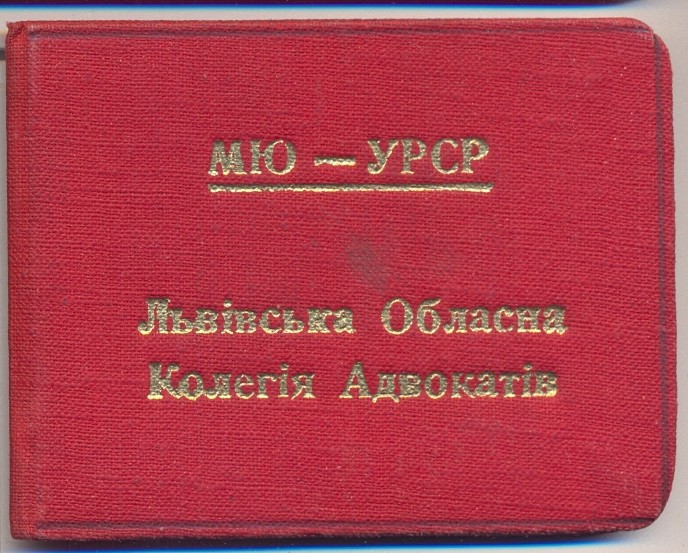 МЮ — УРСР
Львівська Обласна
Колегія Адвокатів